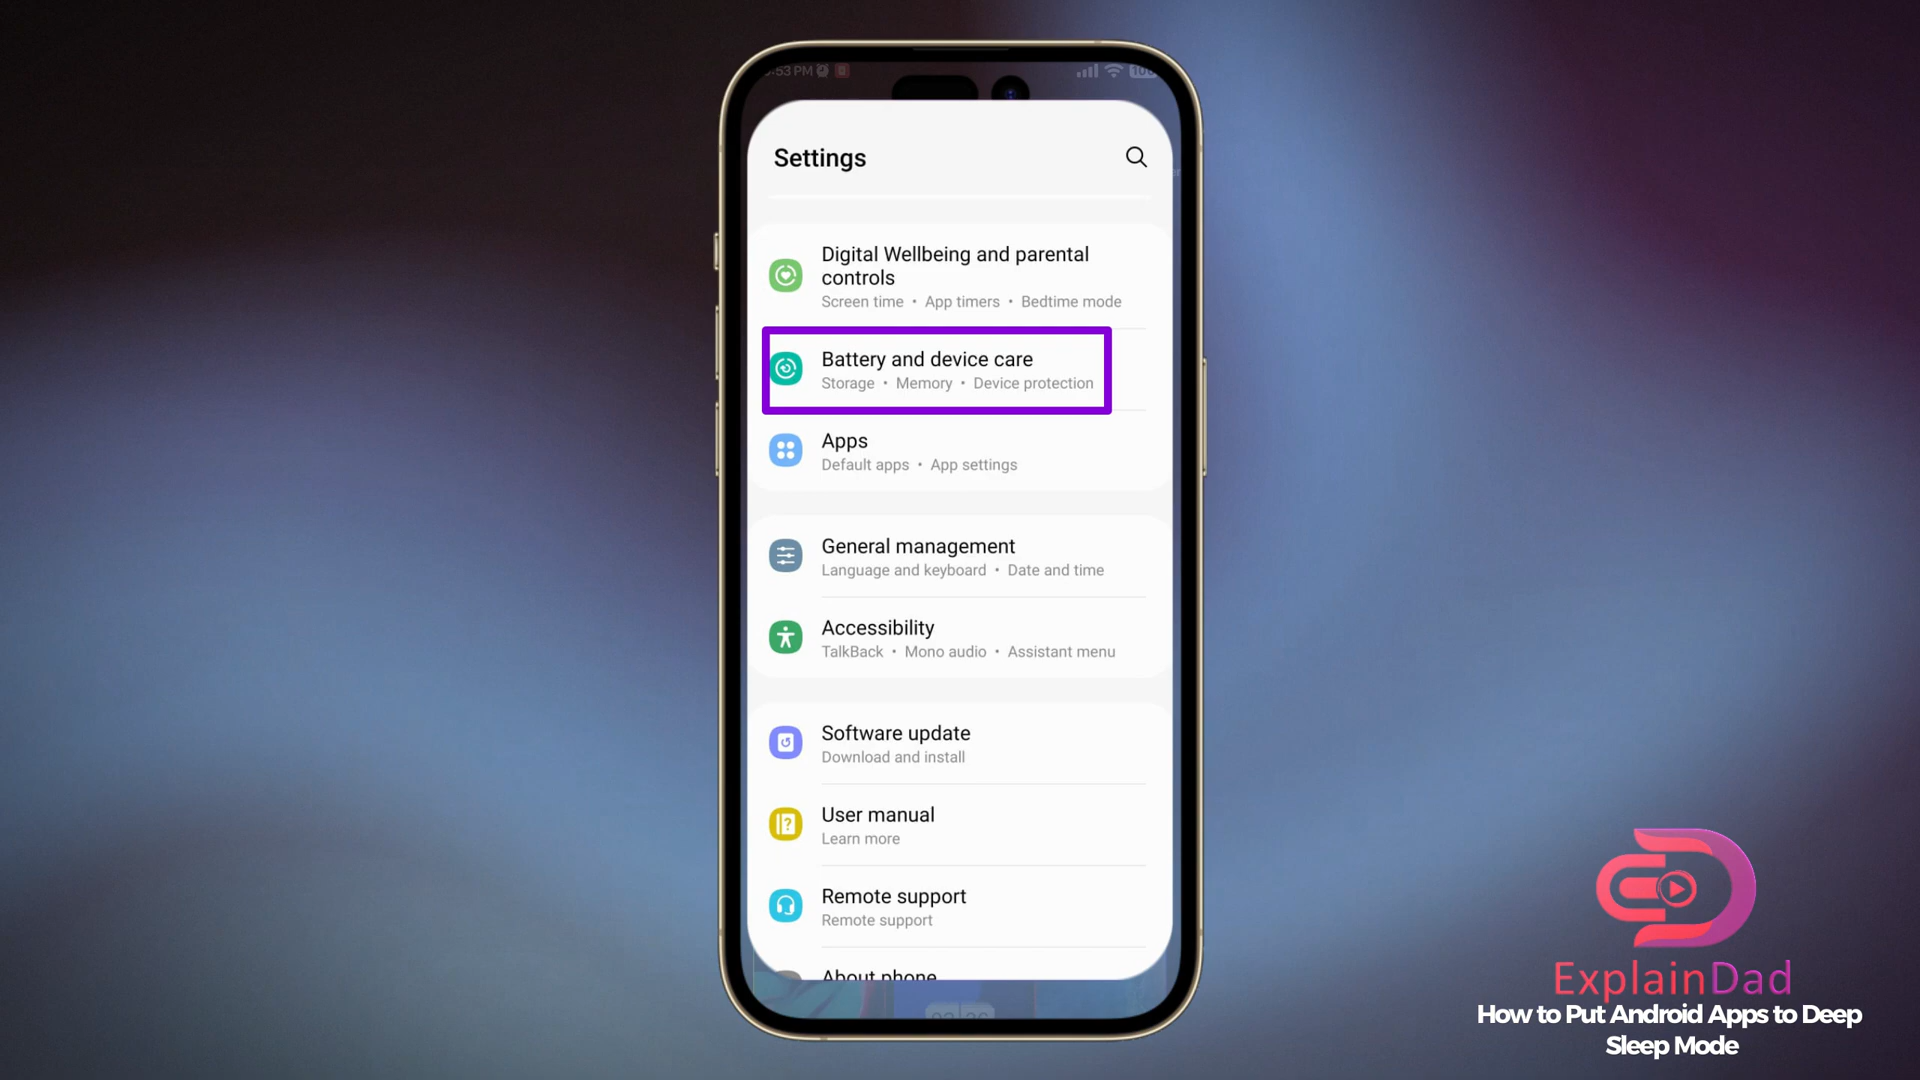 :53 PM
Settings
Digital Wellbeing and parental
controls
Screen time • App timers • Bedtime mode
Battery and device care
Storage • Memory • Device protection
Apps
Default apps • App settings
General management
Language and keyboard • Date and time
Accessibility
TalkBack • Mono audio • Assistant menu
Software update
Download and install
User manual
Learn more
Remote support
Remote support
About phone
ExplainDad
How to Put Android Apps to Deep
Sleep Mode